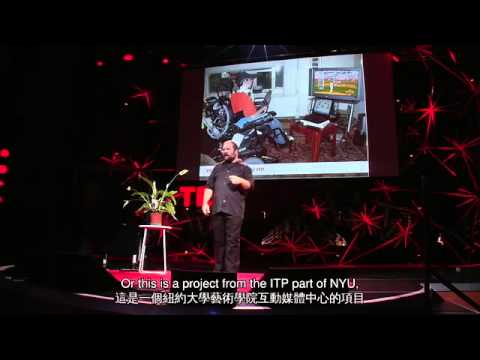 TE
Or this is a project from the ITP part of NYU,
這是一個紐約大學藝術學院互動媒體中心的項目